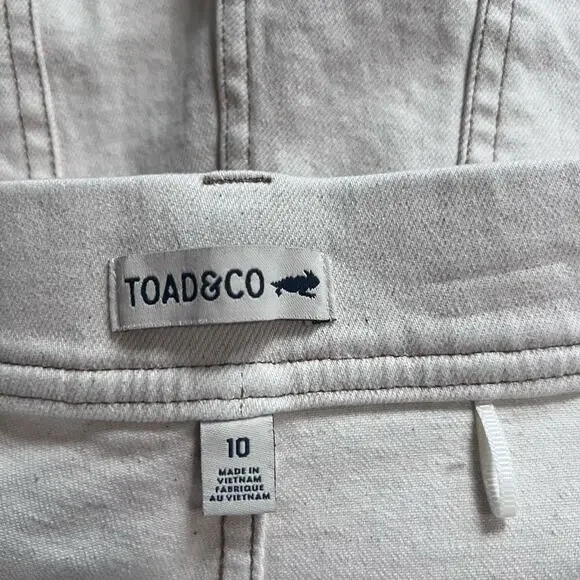 TOAD&CO
10
MADE IN
VIETNAM
FABRIQUE
AU VIETNAM